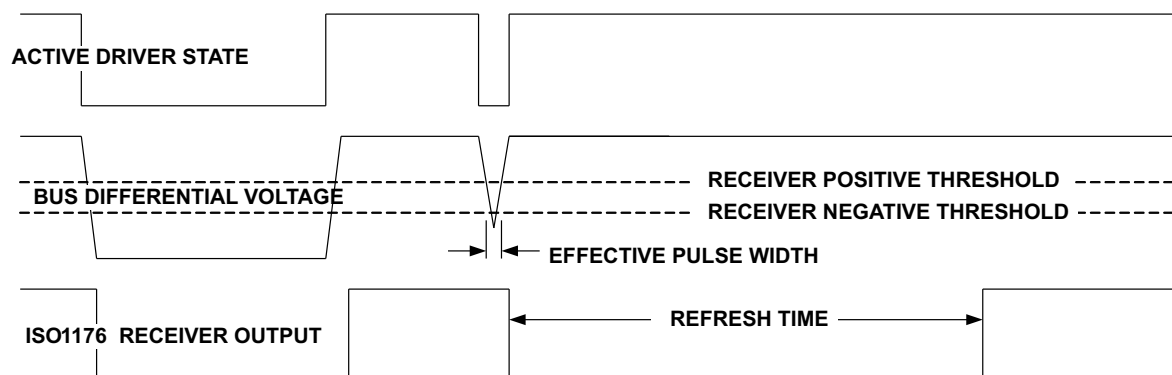 ACTIVE DRIVER STATE
BUS DIFFERENTIAL VOLTAGE
RECEIVER POSITIVE THRESHOLD
RECEIVER NEGATIVE THRESHOLD
EFFECTIVE PULSE WIDTH
ISO1176 RECEIVER OUTPUT
REFRESH TIME